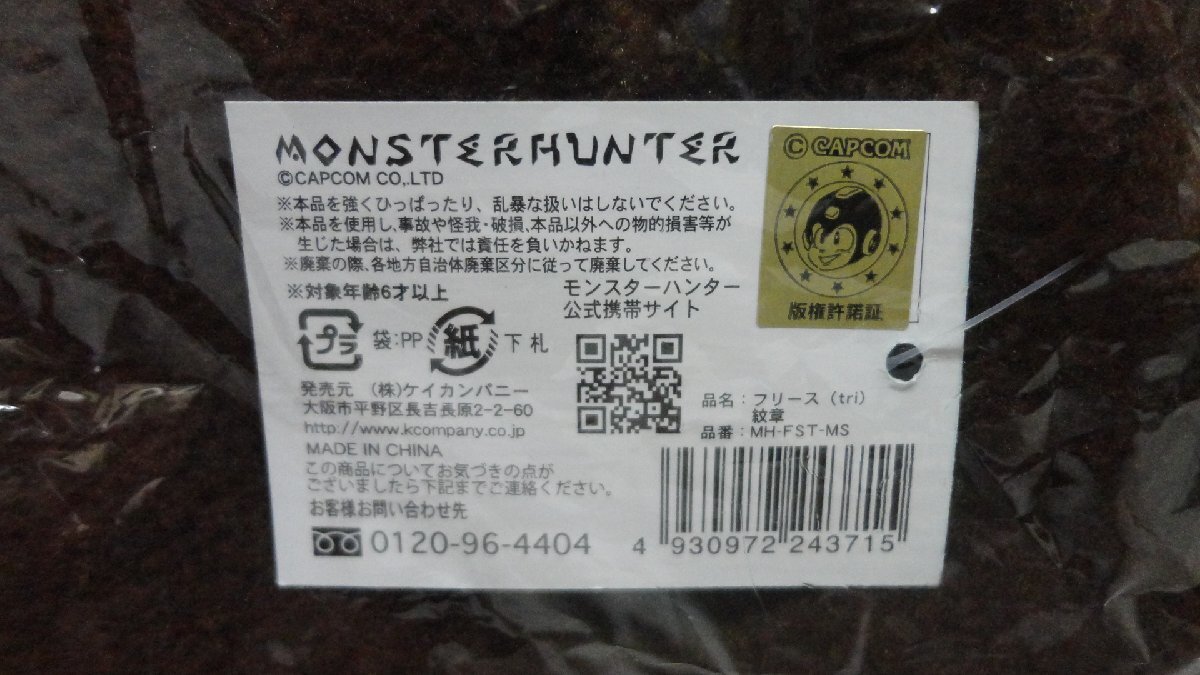 MONSTER HUNTER
©CAPCOM CO,.LTD
※本品を強くひっぱったり、乱暴な扱いはしないでください。
※本品を使用し、事故や怪我・破損、本品以外への物的損害等が
生じた場合は、弊社では責任を負いかねます。
※廃棄の際、各地方自治体廃棄区分に従って廃棄してください。
※対象年齢6才以上
モンスターハンター
公式携帯サイト
プラ 袋:PP 紙 下札
発売元 (株)ケイカンパニー
大阪市平野区長吉長原2-2-60
http://www.kcompany.co.jp
MADE IN CHINA
この商品についてお気づきの点が
ございましたら下記までご連絡ください。
お客様お問い合わせ先
0120-96-4404
© CAPCOM
版権許諾証
品名:フリース(tri)
紋章
品番:MH-FST-MS
4 930972 243715